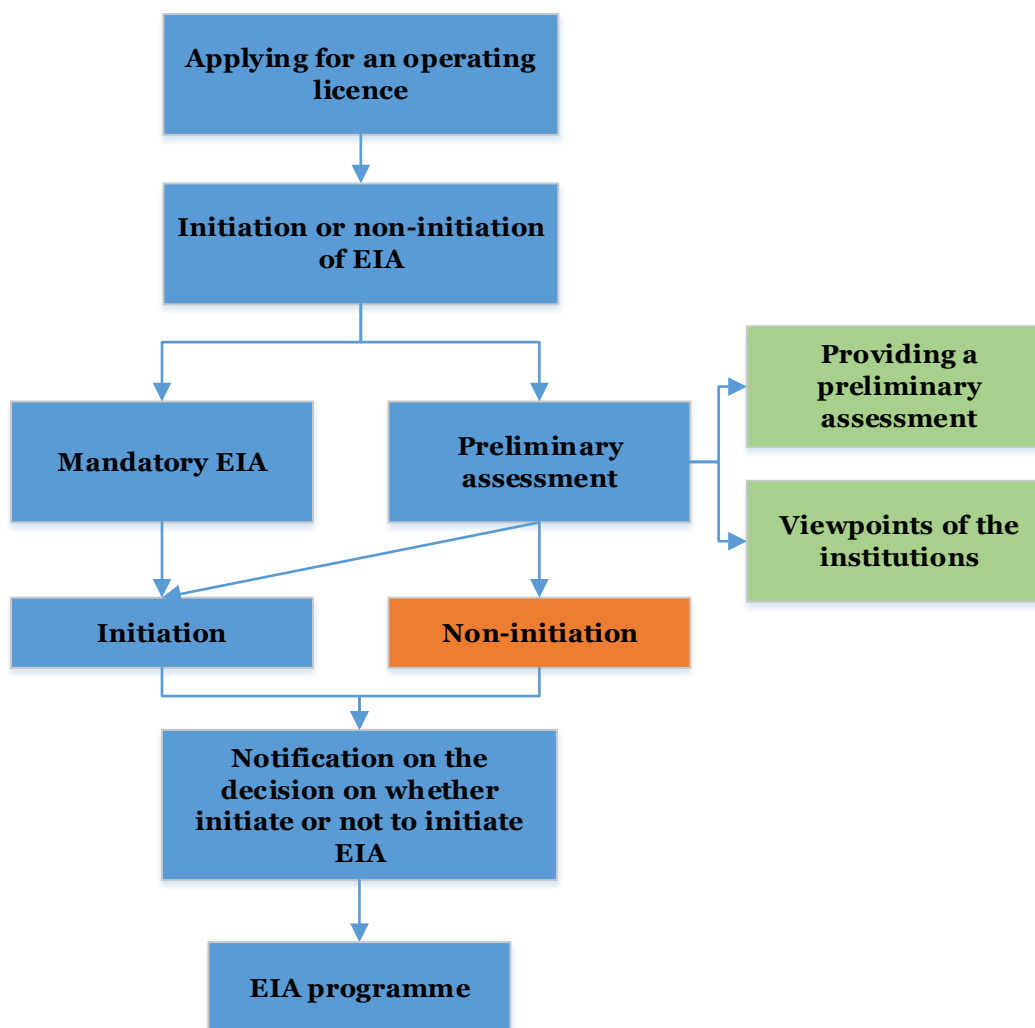 Applying for an operating
licence
Initiation or non-initiation
of EIA
Mandatory EIA
Preliminary
assessment
Providing a
preliminary
assessment
Viewpoints of the
institutions
Initiation
Non-initiation
Notification on the
decision on whether
initiate or not to initiate
EIA
EIA programme